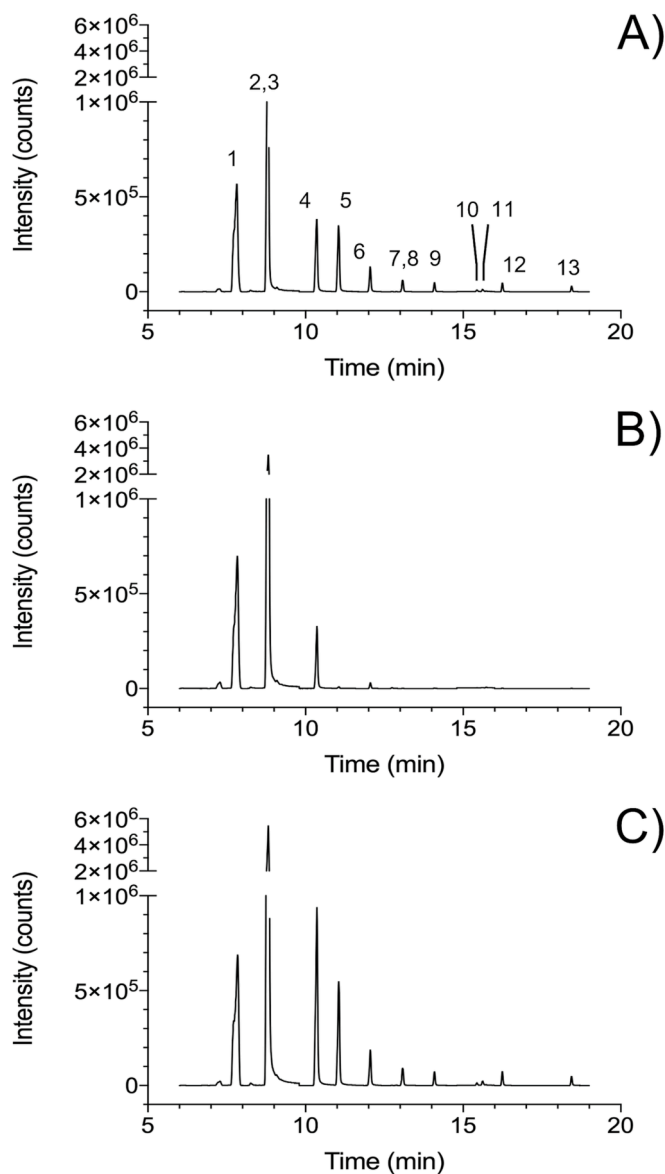 A)
6×10⁶
4×10⁶
2×10⁶
1×10⁶
5×10⁵
0
Intensity (counts)
1
2,3
4
5
6
7,8
9
10
11
12
13
5 10 15 20
Time (min)
B)
6×10⁶
4×10⁶
2×10⁶
1×10⁶
5×10⁵
0
Intensity (counts)
5 10 15 20
Time (min)
C)
6×10⁶
4×10⁶
2×10⁶
1×10⁶
5×10⁵
0
Intensity (counts)
5 10 15 20
Time (min)